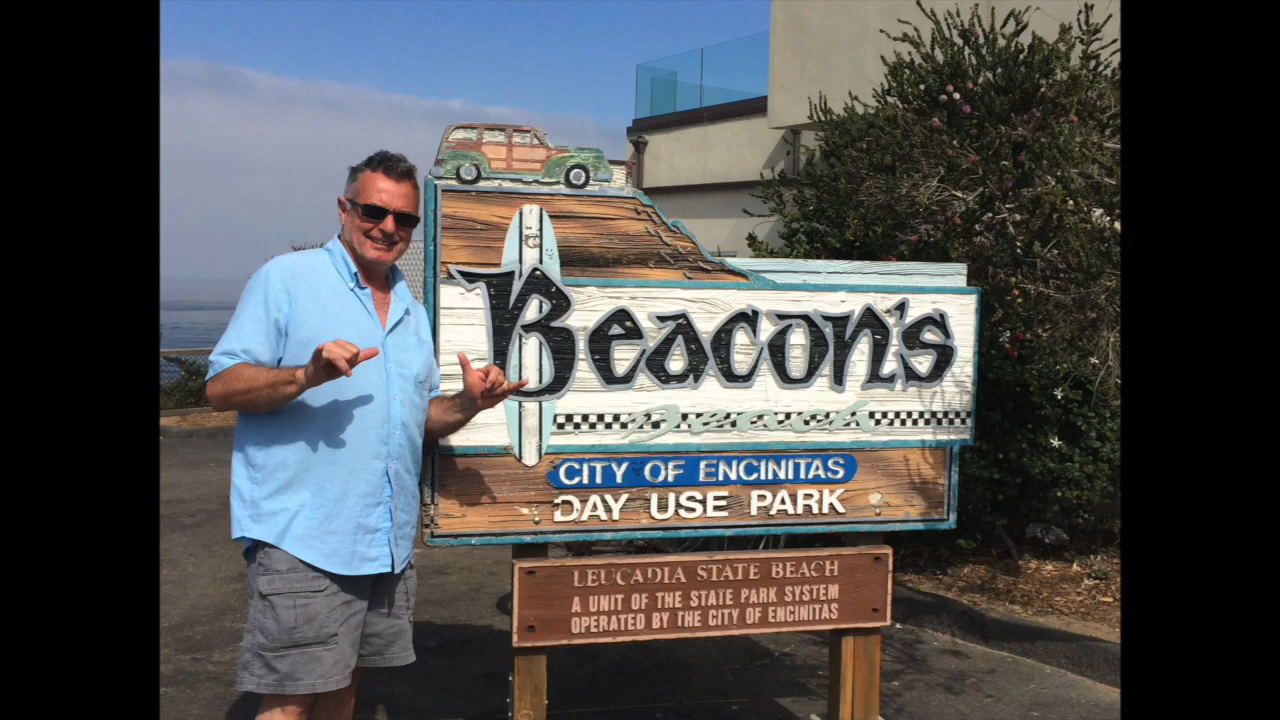 Beacon's
Beach
CITY OF ENCINITAS
DAY USE PARK
LEUCADIA STATE BEACH
A UNIT OF THE STATE PARK SYSTEM
OPERATED BY THE CITY OF ENCINITAS